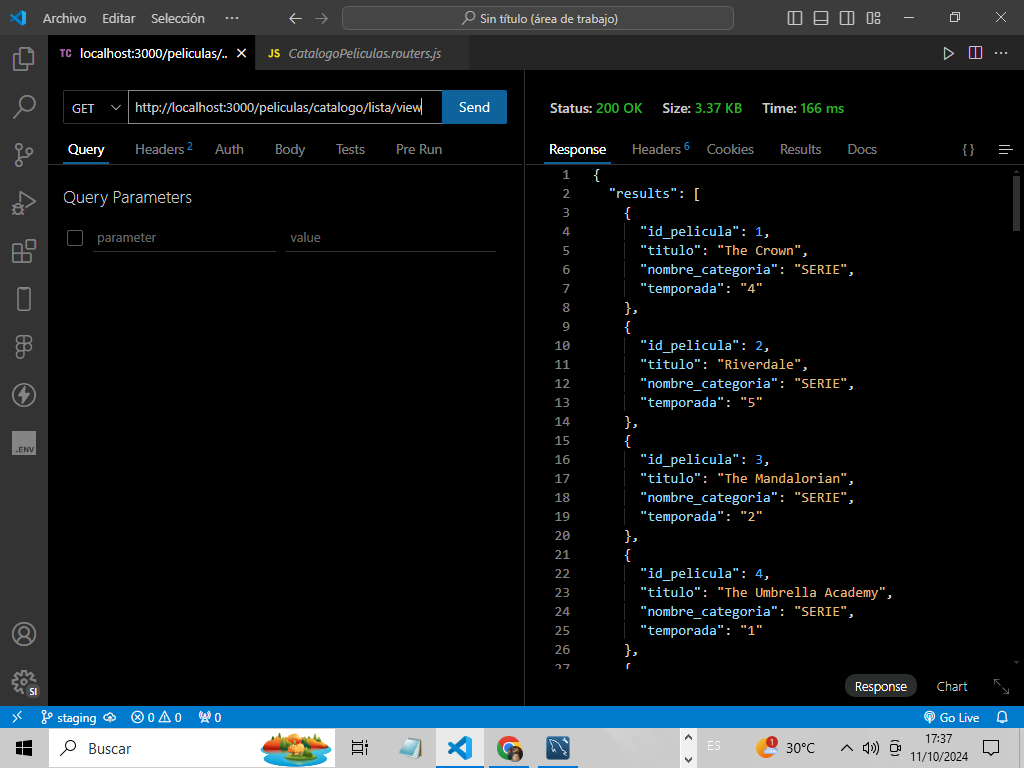 Archivo Editar Selección ··· Sin título (área de trabajo)
TC localhost:3000/peliculas/.. JS CatalogoPeliculas.routers.js
GET http://localhost:3000/peliculas/catalogo/lista/view Send
Query Headers 2 Auth Body Tests Pre Run
Query Parameters
parameter value
Status: 200 OK Size: 3.37 KB Time: 166 ms
Response Headers 6 Cookies Results Docs {}
1 {
2 "results": [
3 {
4 "id_pelicula": 1,
5 "titulo": "The Crown",
6 "nombre_categoria": "SERIE",
7 "temporada": "4"
8 },
9 {
10 "id_pelicula": 2,
11 "titulo": "Riverdale",
12 "nombre_categoria": "SERIE",
13 "temporada": "5"
14 },
15 {
16 "id_pelicula": 3,
17 "titulo": "The Mandalorian",
18 "nombre_categoria": "SERIE",
19 "temporada": "2"
20 },
21 {
22 "id_pelicula": 4,
23 "titulo": "The Umbrella Academy",
24 "nombre_categoria": "SERIE",
25 "temporada": "1"
26 },
27 {
Response Chart
.ENV
SI
staging 0 0 0 Go Live
Buscar ES 1 30°C 17:37
11/10/2024